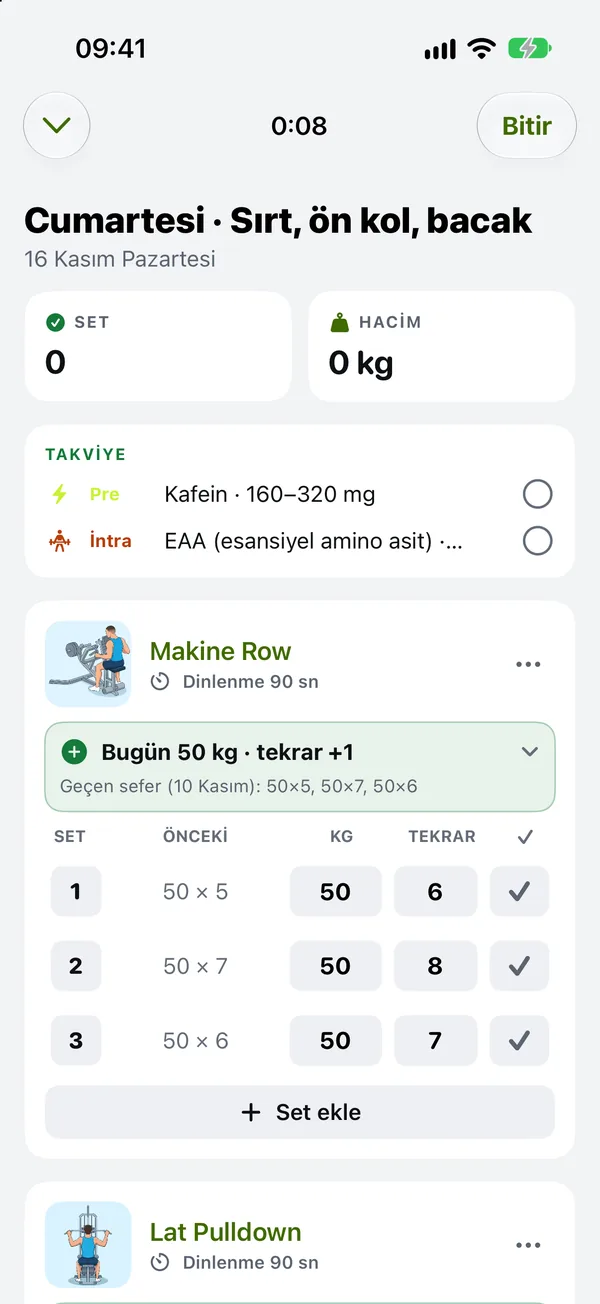 09:41
0:08
Bitir
Cumartesi · Sırt, ön kol, bacak
16 Kasım Pazartesi
SET
0
HACİM
0 kg
TAKVİYE
Pre Kafein · 160–320 mg
İntra EAA (esansiyel amino asit) ·...
Makine Row
Dinlenme 90 sn
Bugün 50 kg · tekrar +1
Geçen sefer (10 Kasım): 50×5, 50×7, 50×6
SET ÖNCEKİ KG TEKRAR ✓
1 50 × 5 50 6 ✓
2 50 × 7 50 8 ✓
3 50 × 6 50 7 ✓
+ Set ekle
Lat Pulldown
Dinlenme 90 sn